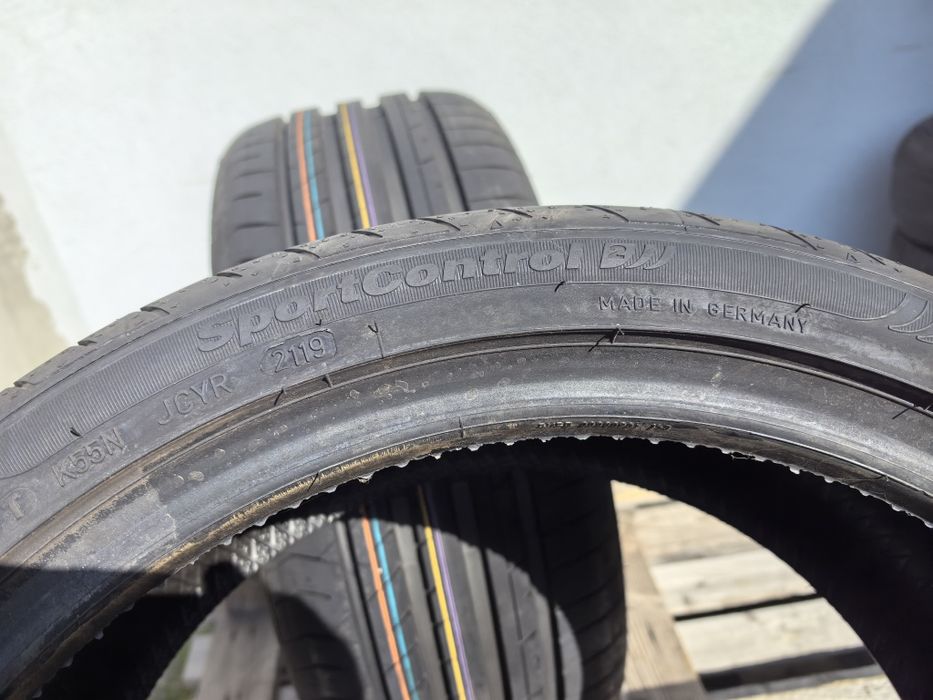 SportControl 2
MADE IN GERMANY
K55N JCYR 2119